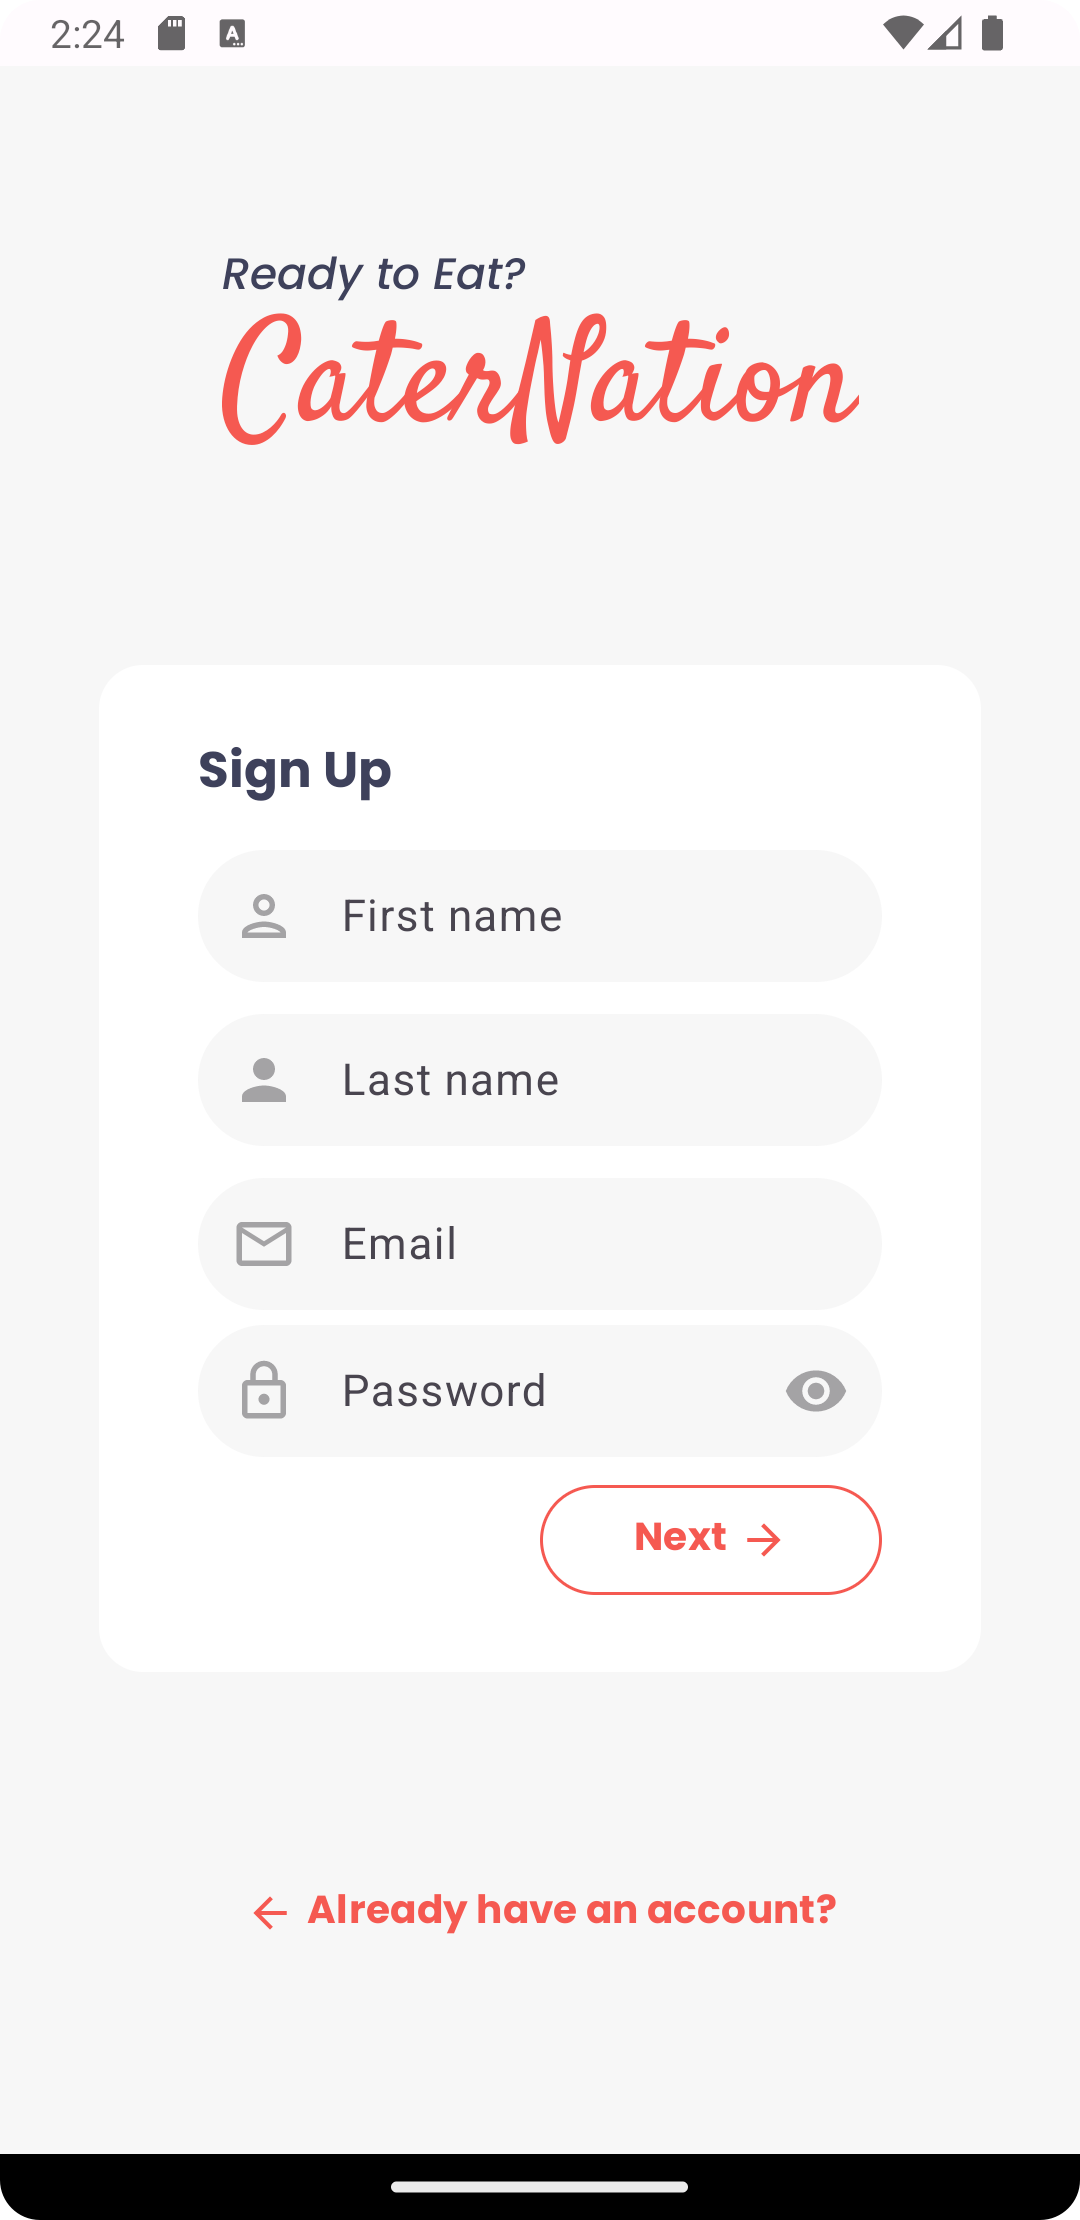 2:24
Ready to Eat?
CaterNation
Sign Up
First name
Last name
Email
Password
Next
Already have an account?